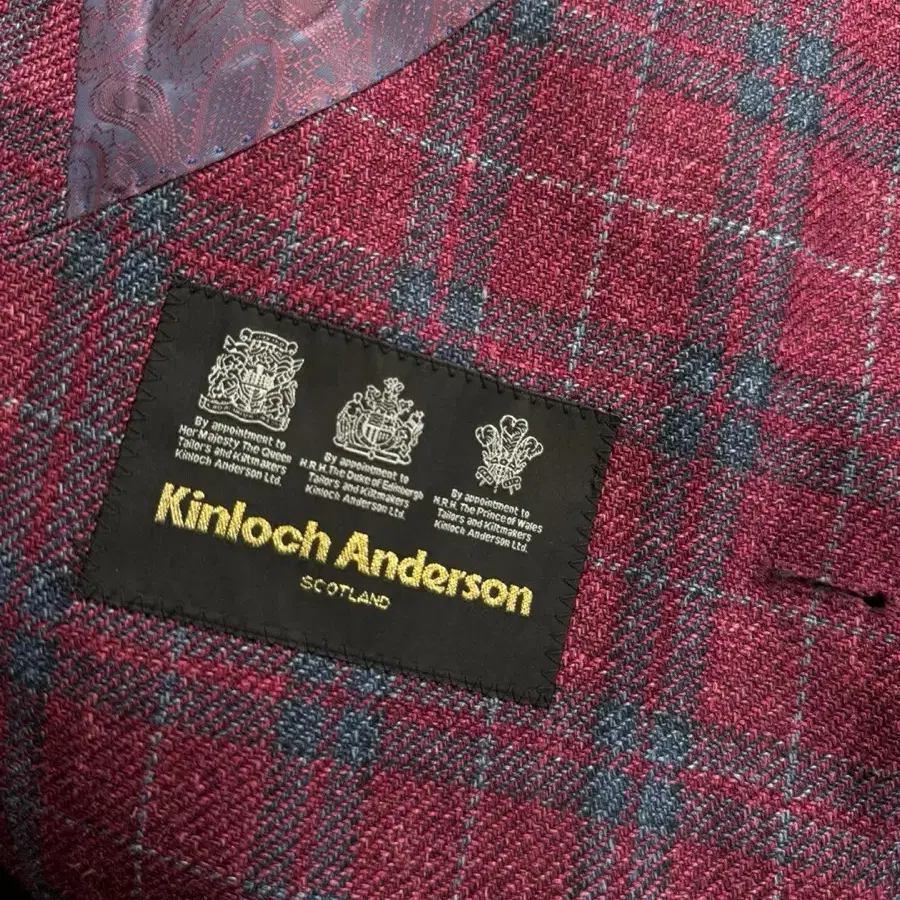 By appointment to
Her Majesty The Queen
Tailors and Kiltmakers
Kinloch Anderson Ltd.
By appointment to
H.R.H. The Duke of Edinburgh
Tailors and Kiltmakers
Kinloch Anderson Ltd.
By appointment to
H.R.H. The Prince of Wales
Tailors and Kiltmakers
Kinloch Anderson Ltd.
Kinloch Anderson
SCOTLAND